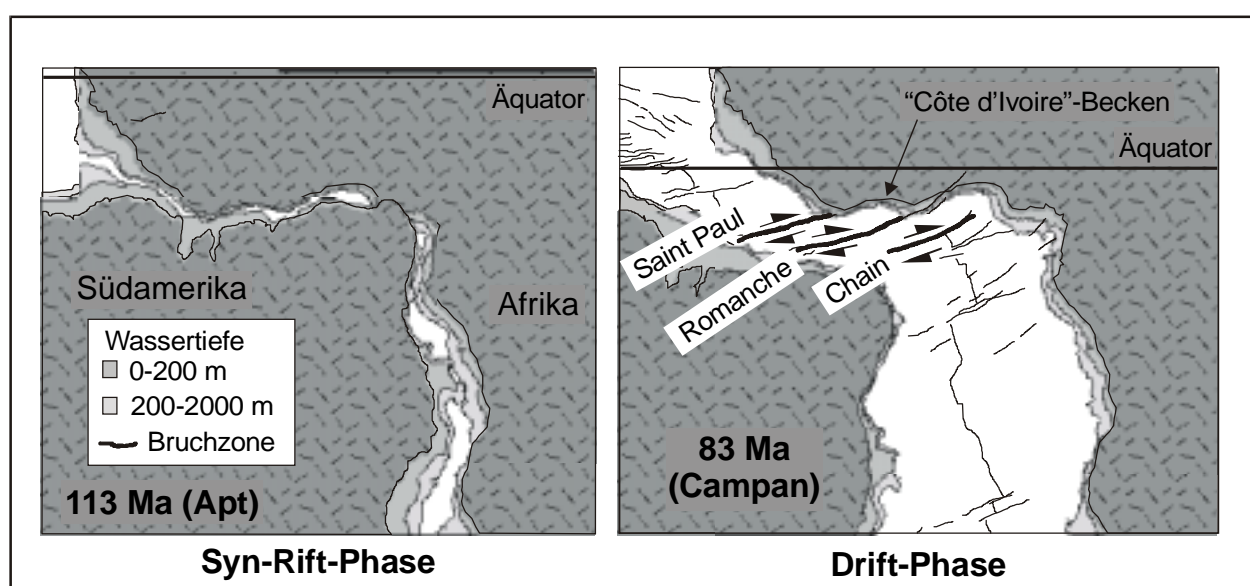 Äquator
Südamerika
Afrika
Wassertiefe
0-200 m
200-2000 m
Bruchzone
113 Ma (Apt)
Syn-Rift-Phase
"Côte d'Ivoire"-Becken
Äquator
Saint Paul
Romanche
Chain
83 Ma
(Campan)
Drift-Phase